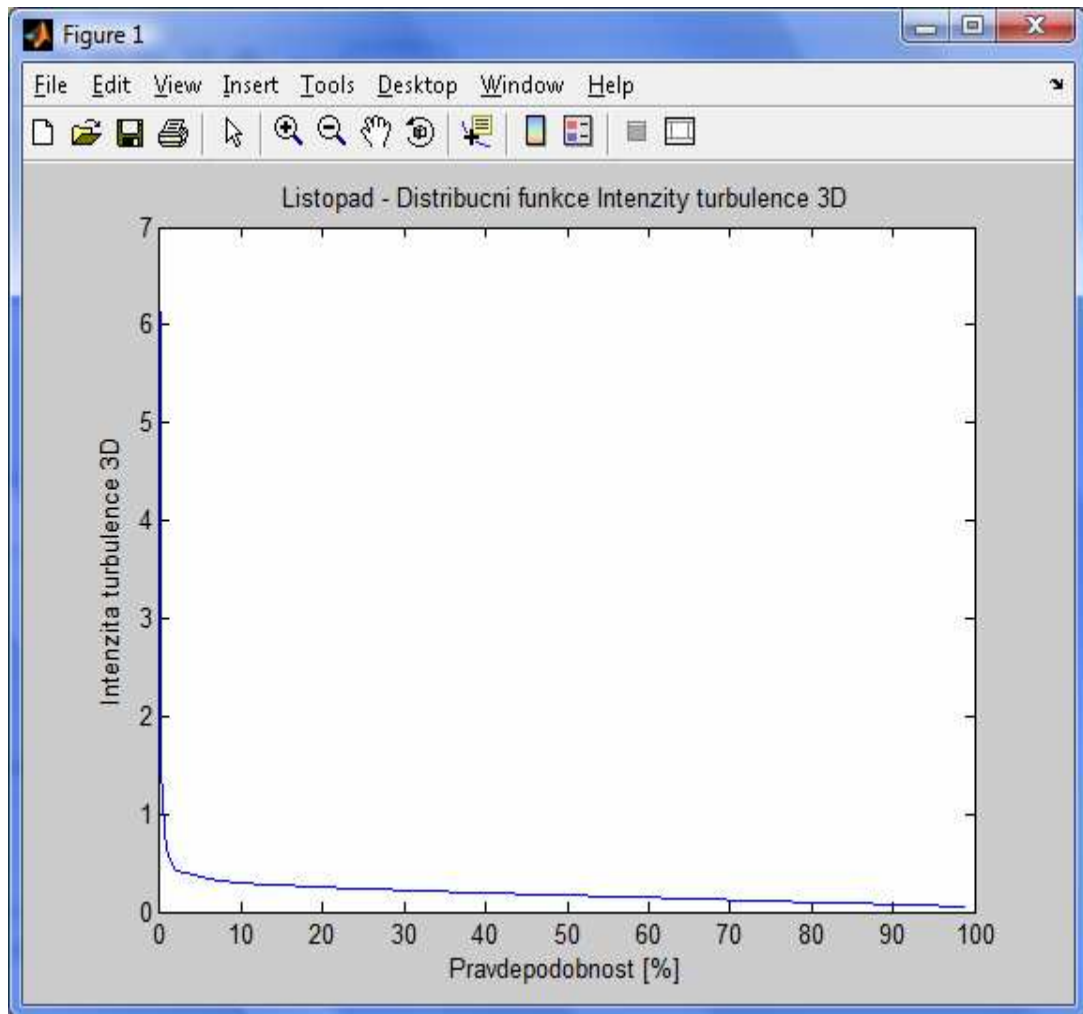 Figure 1
File Edit View Insert Tools Desktop Window Help
Listopad - Distribucni funkce Intenzity turbulence 3D
7
6
5
4
3
2
1
0
Intenzita turbulence 3D
0 10 20 30 40 50 60 70 80 90 100
Pravdepodobnost [%]